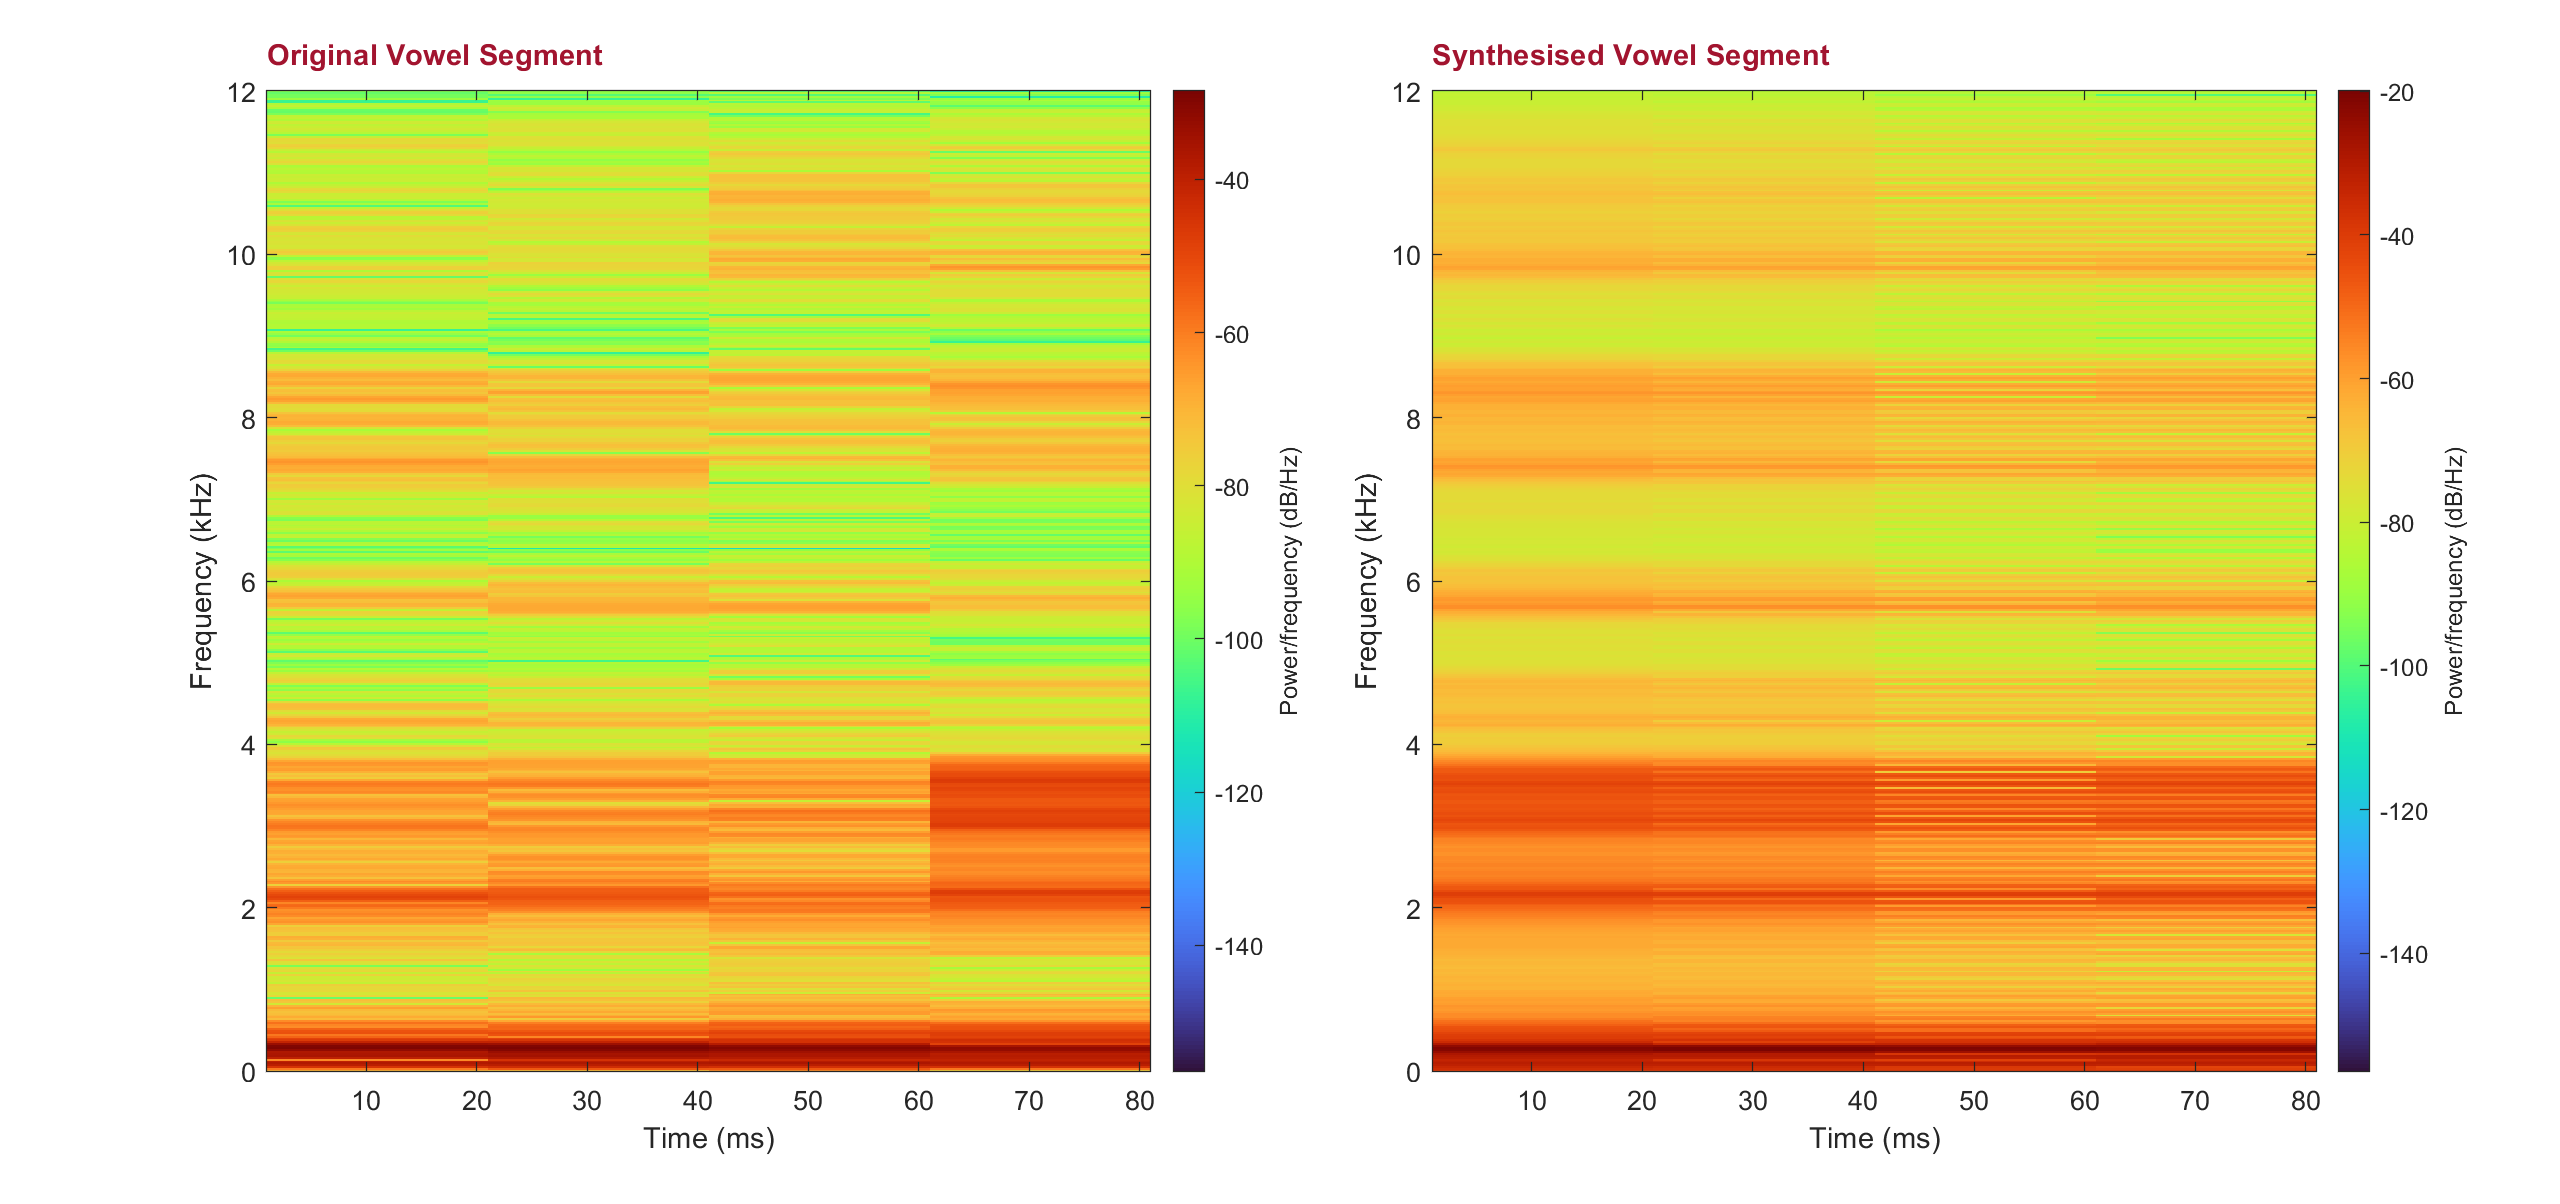 Original Vowel Segment
12
10
8
6
4
2
0
Frequency (kHz)
10 20 30 40 50 60 70 80
Time (ms)
-40
-60
-80
-100
-120
-140
Power/frequency (dB/Hz)
Synthesised Vowel Segment
12
10
8
6
4
2
0
Frequency (kHz)
10 20 30 40 50 60 70 80
Time (ms)
-20
-40
-60
-80
-100
-120
-140
Power/frequency (dB/Hz)